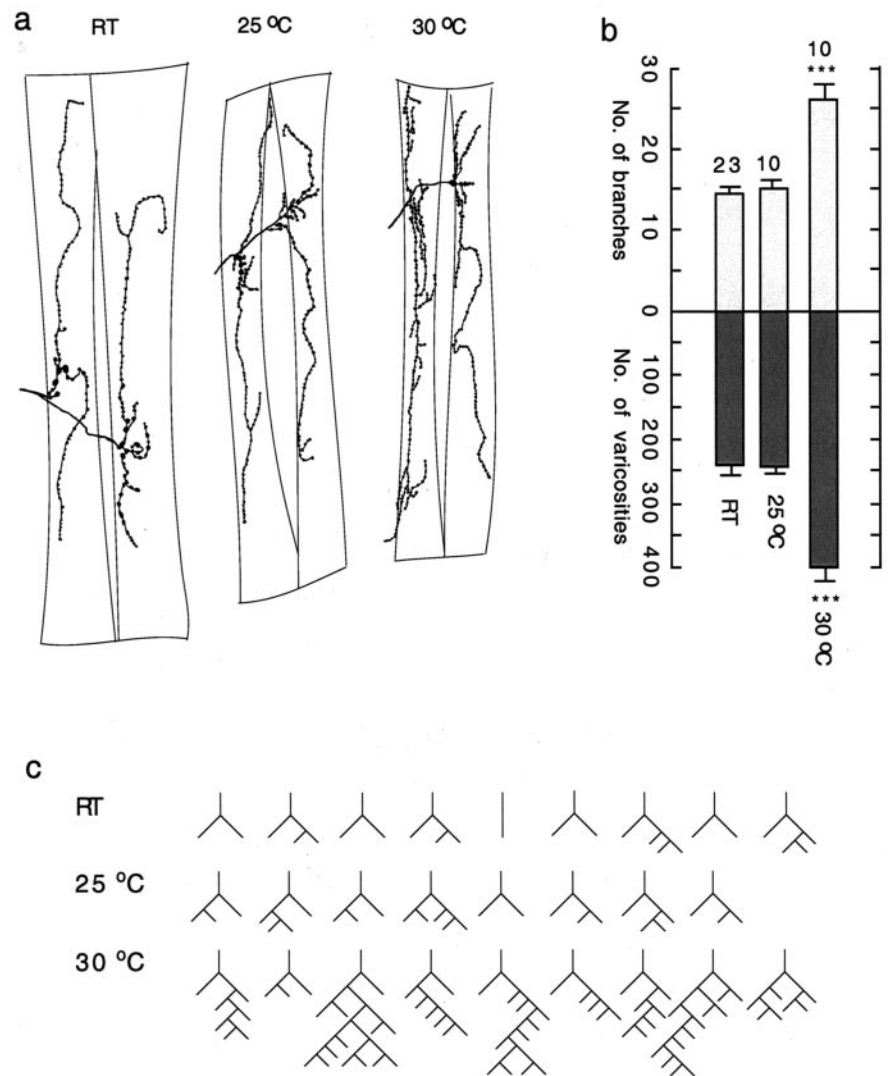 a
RT
25 ºC
30 ºC
b
No. of branches
30
20
10
0
No. of varicosities
100
200
300
400
23
10
10
***
RT
25 ºC
***
30 ºC
c
RT
25 ºC
30 ºC